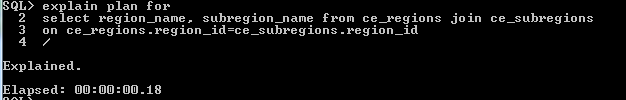 SQL> explain plan for
  2  select region_name, subregion_name from ce_regions join ce_subregions
  3  on ce_regions.region_id=ce_subregions.region_id
  4  /
Explained.
Elapsed: 00:00:00.18
SQL>